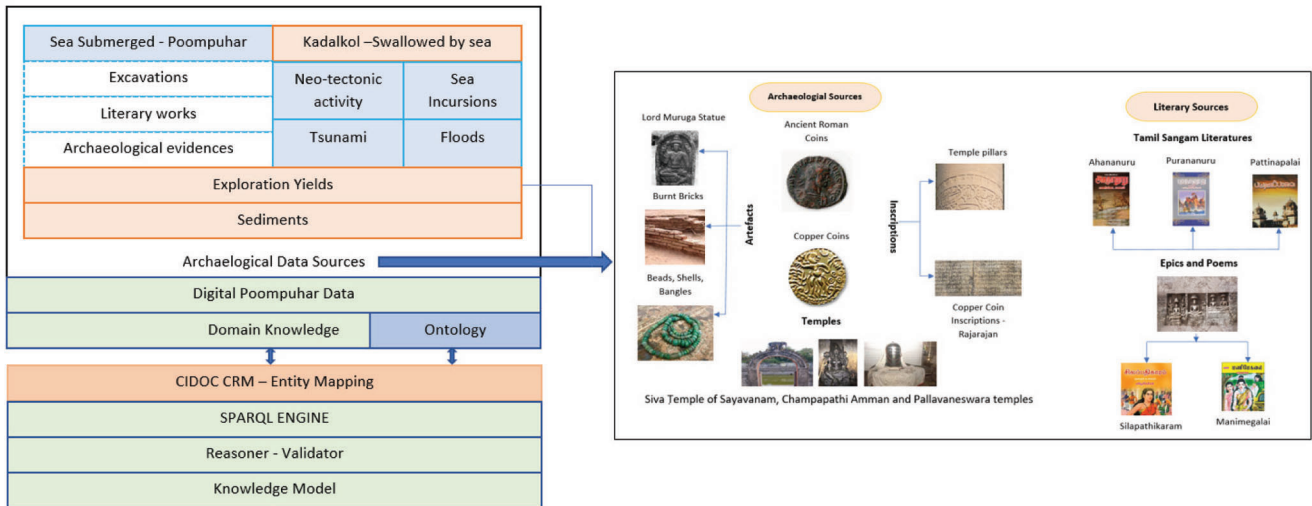 Sea Submerged - Poompuhar
Kadalkol –Swallowed by sea
Excavations
Literary works
Archaeological evidences
Neo-tectonic
activity
Sea
Incursions
Tsunami
Floods
Exploration Yields
Sediments
Archaelogical Data Sources
Digital Poompuhar Data
Domain Knowledge
Ontology
CIDOC CRM – Entity Mapping
SPARQL ENGINE
Reasoner - Validator
Knowledge Model
Archaeologial Sources
Lord Muruga Statue
Burnt Bricks
Beads, Shells,
Bangles
Artefacts
Ancient Roman
Coins
Copper Coins
Temples
Inscriptions
Temple pillars
Copper Coin
Inscriptions -
Rajarajan
Siva Temple of Sayavanam, Champapathi Amman and Pallavaneswara temples
Literary Sources
Tamil Sangam Literatures
Ahananuru
Purananuru
Pattinapalai
Epics and Poems
Silapathikaram
Manimegalai